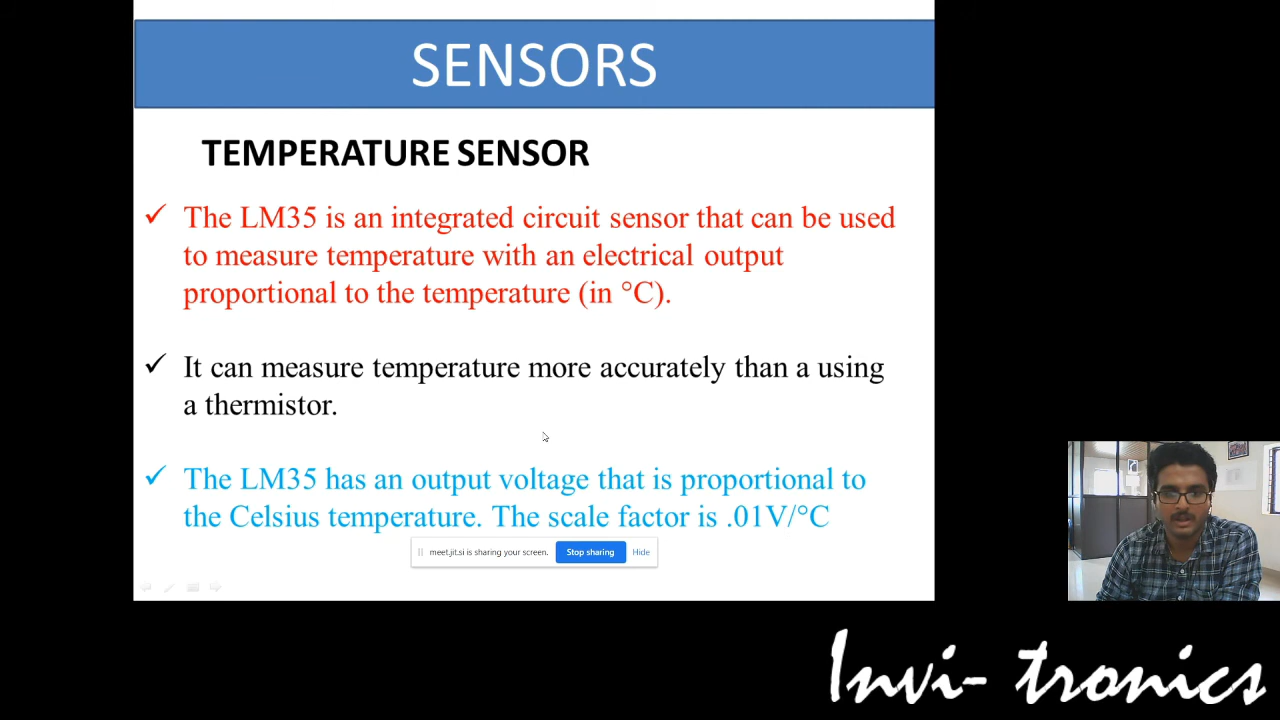 SENSORS
TEMPERATURE SENSOR
The LM35 is an integrated circuit sensor that can be used
to measure temperature with an electrical output
proportional to the temperature (in °C).
It can measure temperature more accurately than a using
a thermistor.
The LM35 has an output voltage that is proportional to
the Celsius temperature. The scale factor is .01V/°C
meet.jit.si is sharing your screen. Stop sharing Hide
Invi- tronics